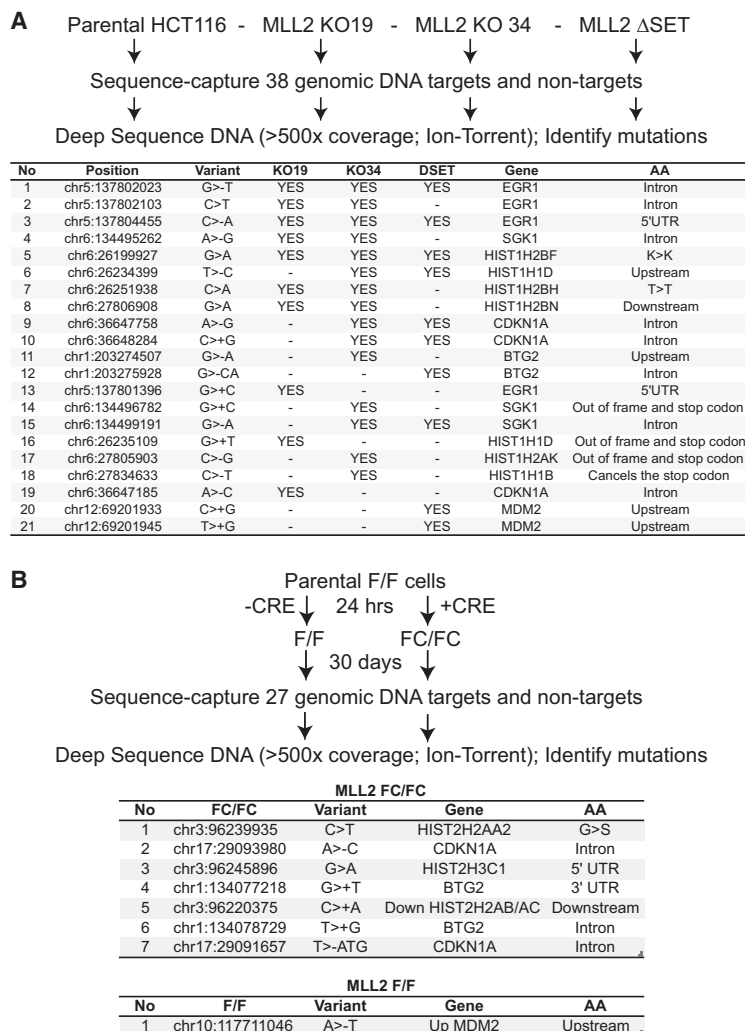 A
Parental HCT116 - MLL2 KO19 - MLL2 KO 34 - MLL2 ΔSET
Sequence-capture 38 genomic DNA targets and non-targets
Deep Sequence DNA (>500x coverage; Ion-Torrent); Identify mutations
No Position Variant KO19 KO34 DSET Gene AA
1 chr5:137802023 G>-T YES YES YES EGR1 Intron
2 chr5:137802103 C>T YES YES - EGR1 Intron
3 chr5:137804455 C>-A YES YES YES EGR1 5'UTR
4 chr6:134495262 A>-G YES YES - SGK1 Intron
5 chr6:26199927 G>A YES YES YES HIST1H2BF K>K
6 chr6:26234399 T>-C - YES YES HIST1H1D Upstream
7 chr6:26251938 C>A YES YES - HIST1H2BH T>T
8 chr6:27806908 G>A YES YES - HIST1H2BN Downstream
9 chr6:36647758 A>-G - YES YES CDKN1A Intron
10 chr6:36648284 C>+G - YES YES CDKN1A Intron
11 chr1:203274507 G>-A - YES - BTG2 Upstream
12 chr1:203275928 G>-CA - - YES BTG2 Intron
13 chr5:137801396 G>+C YES - - EGR1 5'UTR
14 chr6:134496782 G>+C - YES - SGK1 Out of frame and stop codon
15 chr6:134499191 G>-A - YES YES SGK1 Intron
16 chr6:26235109 G>+T YES - - HIST1H1D Out of frame and stop codon
17 chr6:27805903 C>-G - YES - HIST1H2AK Out of frame and stop codon
18 chr6:27834633 C>-T - YES - HIST1H1B Cancels the stop codon
19 chr6:36647185 A>-C YES - - CDKN1A Intron
20 chr12:69201933 C>+G - - YES MDM2 Upstream
21 chr12:69201945 T>+G - - YES MDM2 Upstream
B
Parental F/F cells
-CRE 24 hrs +CRE
F/F FC/FC
30 days
Sequence-capture 27 genomic DNA targets and non-targets
Deep Sequence DNA (>500x coverage; Ion-Torrent); Identify mutations
MLL2 FC/FC
No FC/FC Variant Gene AA
1 chr3:96239935 C>T HIST2H2AA2 G>S
2 chr17:29093980 A>-C CDKN1A Intron
3 chr3:96245896 G>A HIST2H3C1 5' UTR
4 chr1:134077218 G>+T BTG2 3' UTR
5 chr3:96220375 C>+A Down HIST2H2AB/AC Downstream
6 chr1:134078729 T>+G BTG2 Intron
7 chr17:29091657 T>-ATG CDKN1A Intron
MLL2 F/F
No F/F Variant Gene AA
1 chr10:117711046 A>-T Up MDM2 Upstream